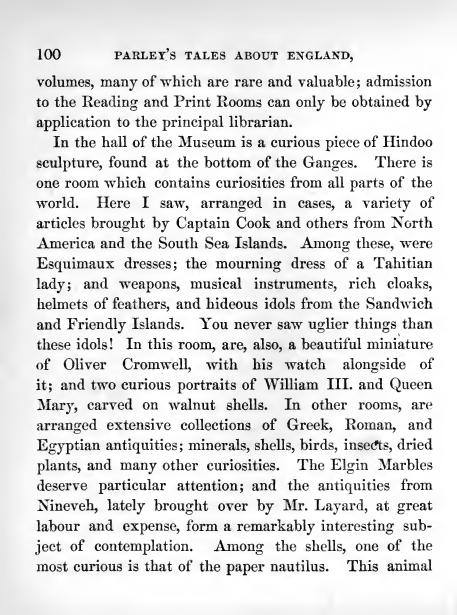 100 PARLEY'S TALES ABOUT ENGLAND,
volumes, many of which are rare and valuable; admission
to the Reading and Print Rooms can only be obtained by
application to the principal librarian.
In the hall of the Museum is a curious piece of Hindoo
sculpture, found at the bottom of the Ganges. There is
one room which contains curiosities from all parts of the
world. Here I saw, arranged in cases, a variety of
articles brought by Captain Cook and others from North
America and the South Sea Islands. Among these, were
Esquimaux dresses; the mourning dress of a Tahitian
lady; and weapons, musical instruments, rich cloaks,
helmets of feathers, and hideous idols from the Sandwich
and Friendly Islands. You never saw uglier things than
these idols! In this room, are, also, a beautiful miniature
of Oliver Cromwell, with his watch alongside of
it; and two curious portraits of William III. and Queen
Mary, carved on walnut shells. In other rooms, are
arranged extensive collections of Greek, Roman, and
Egyptian antiquities; minerals, shells, birds, insects, dried
plants, and many other curiosities. The Elgin Marbles
deserve particular attention; and the antiquities from
Nineveh, lately brought over by Mr. Layard, at great
labour and expense, form a remarkably interesting sub-
ject of contemplation. Among the shells, one of the
most curious is that of the paper nautilus. This animal